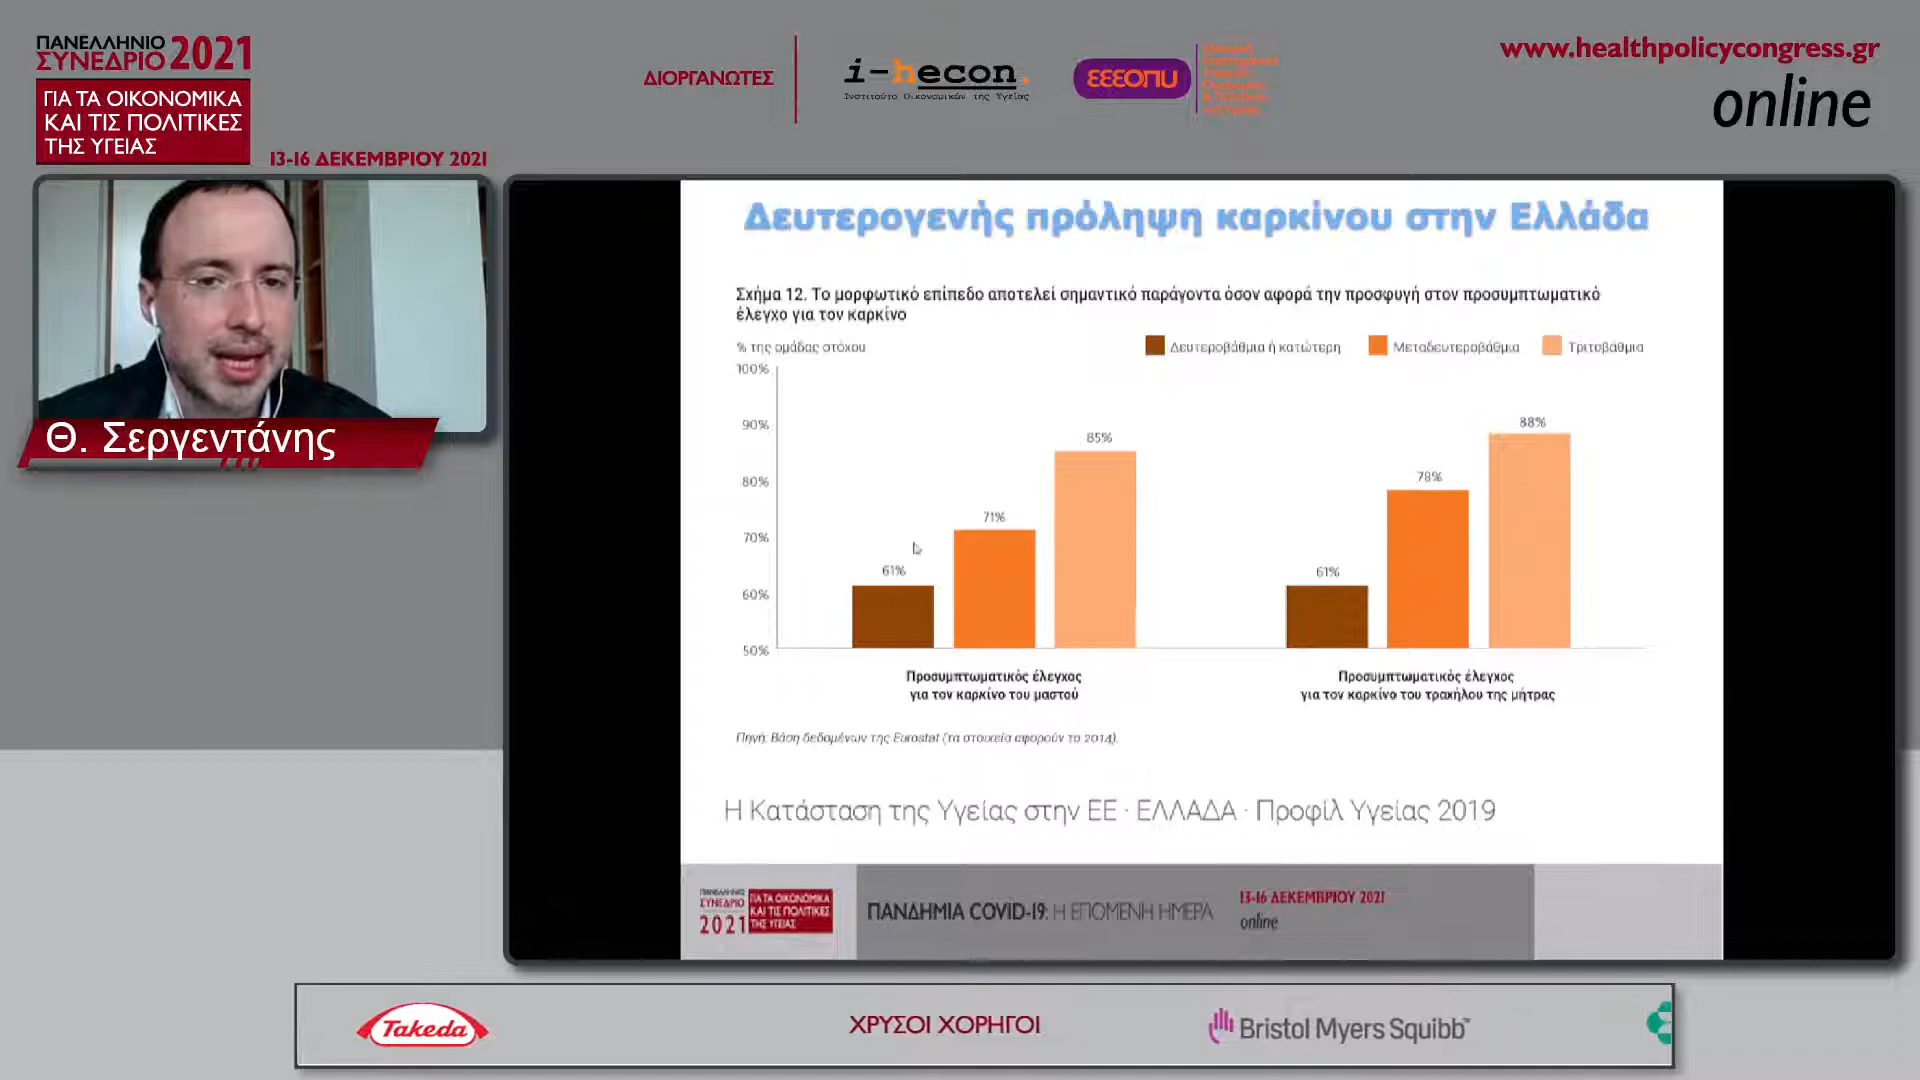 ΠΑΝΕΛΛΗΝΙΟ
ΣΥΝΕΔΡΙΟ 2021
ΓΙΑ ΤΑ ΟΙΚΟΝΟΜΙΚΑ
ΚΑΙ ΤΙΣ ΠΟΛΙΤΙΚΕΣ
ΤΗΣ ΥΓΕΙΑΣ
13-16 ΔΕΚΕΜΒΡΙΟΥ 2021
ΔΙΟΡΓΑΝΩΤΕΣ
i-hecon.
Ινστιτούτο Οικονομικών της Υγείας
ΕΕΕΟΠΥ
www.healthpolicycongress.gr
online
Θ. Σεργεντάνης
Δευτερογενής πρόληψη καρκίνου στην Ελλάδα
Σχήμα 12. Το μορφωτικό επίπεδο αποτελεί σημαντικό παράγοντα όσον αφορά την προσφυγή στον προσυμπτωματικό
έλεγχο για τον καρκίνο
% της ομάδας στόχου
Δευτεροβάθμια ή κατώτερη
Μεταδευτεροβάθμια
Τριτοβάθμια
100%
90%
80%
70%
60%
50%
61%
71%
85%
61%
78%
88%
Προσυμπτωματικός έλεγχος
για τον καρκίνο του μαστού
Προσυμπτωματικός έλεγχος
για τον καρκίνο του τραχήλου της μήτρας
Πηγή: Βάση δεδομένων της Eurostat (τα στοιχεία αφορούν το 2014).
Η Κατάσταση της Υγείας στην ΕΕ · ΕΛΛΑΔΑ · Προφίλ Υγείας 2019
ΠΑΝΕΛΛΗΝΙΟ
ΣΥΝΕΔΡΙΟ
2021
ΓΙΑ ΤΑ ΟΙΚΟΝΟΜΙΚΑ
ΚΑΙ ΤΙΣ ΠΟΛΙΤΙΚΕΣ
ΤΗΣ ΥΓΕΙΑΣ
ΠΑΝΔΗΜΙΑ COVID-19: Η ΕΠΟΜΕΝΗ ΗΜΕΡΑ
13-16 ΔΕΚΕΜΒΡΙΟΥ 2021
online
Takeda
ΧΡΥΣΟΙ ΧΟΡΗΓΟΙ
Bristol Myers Squibb™